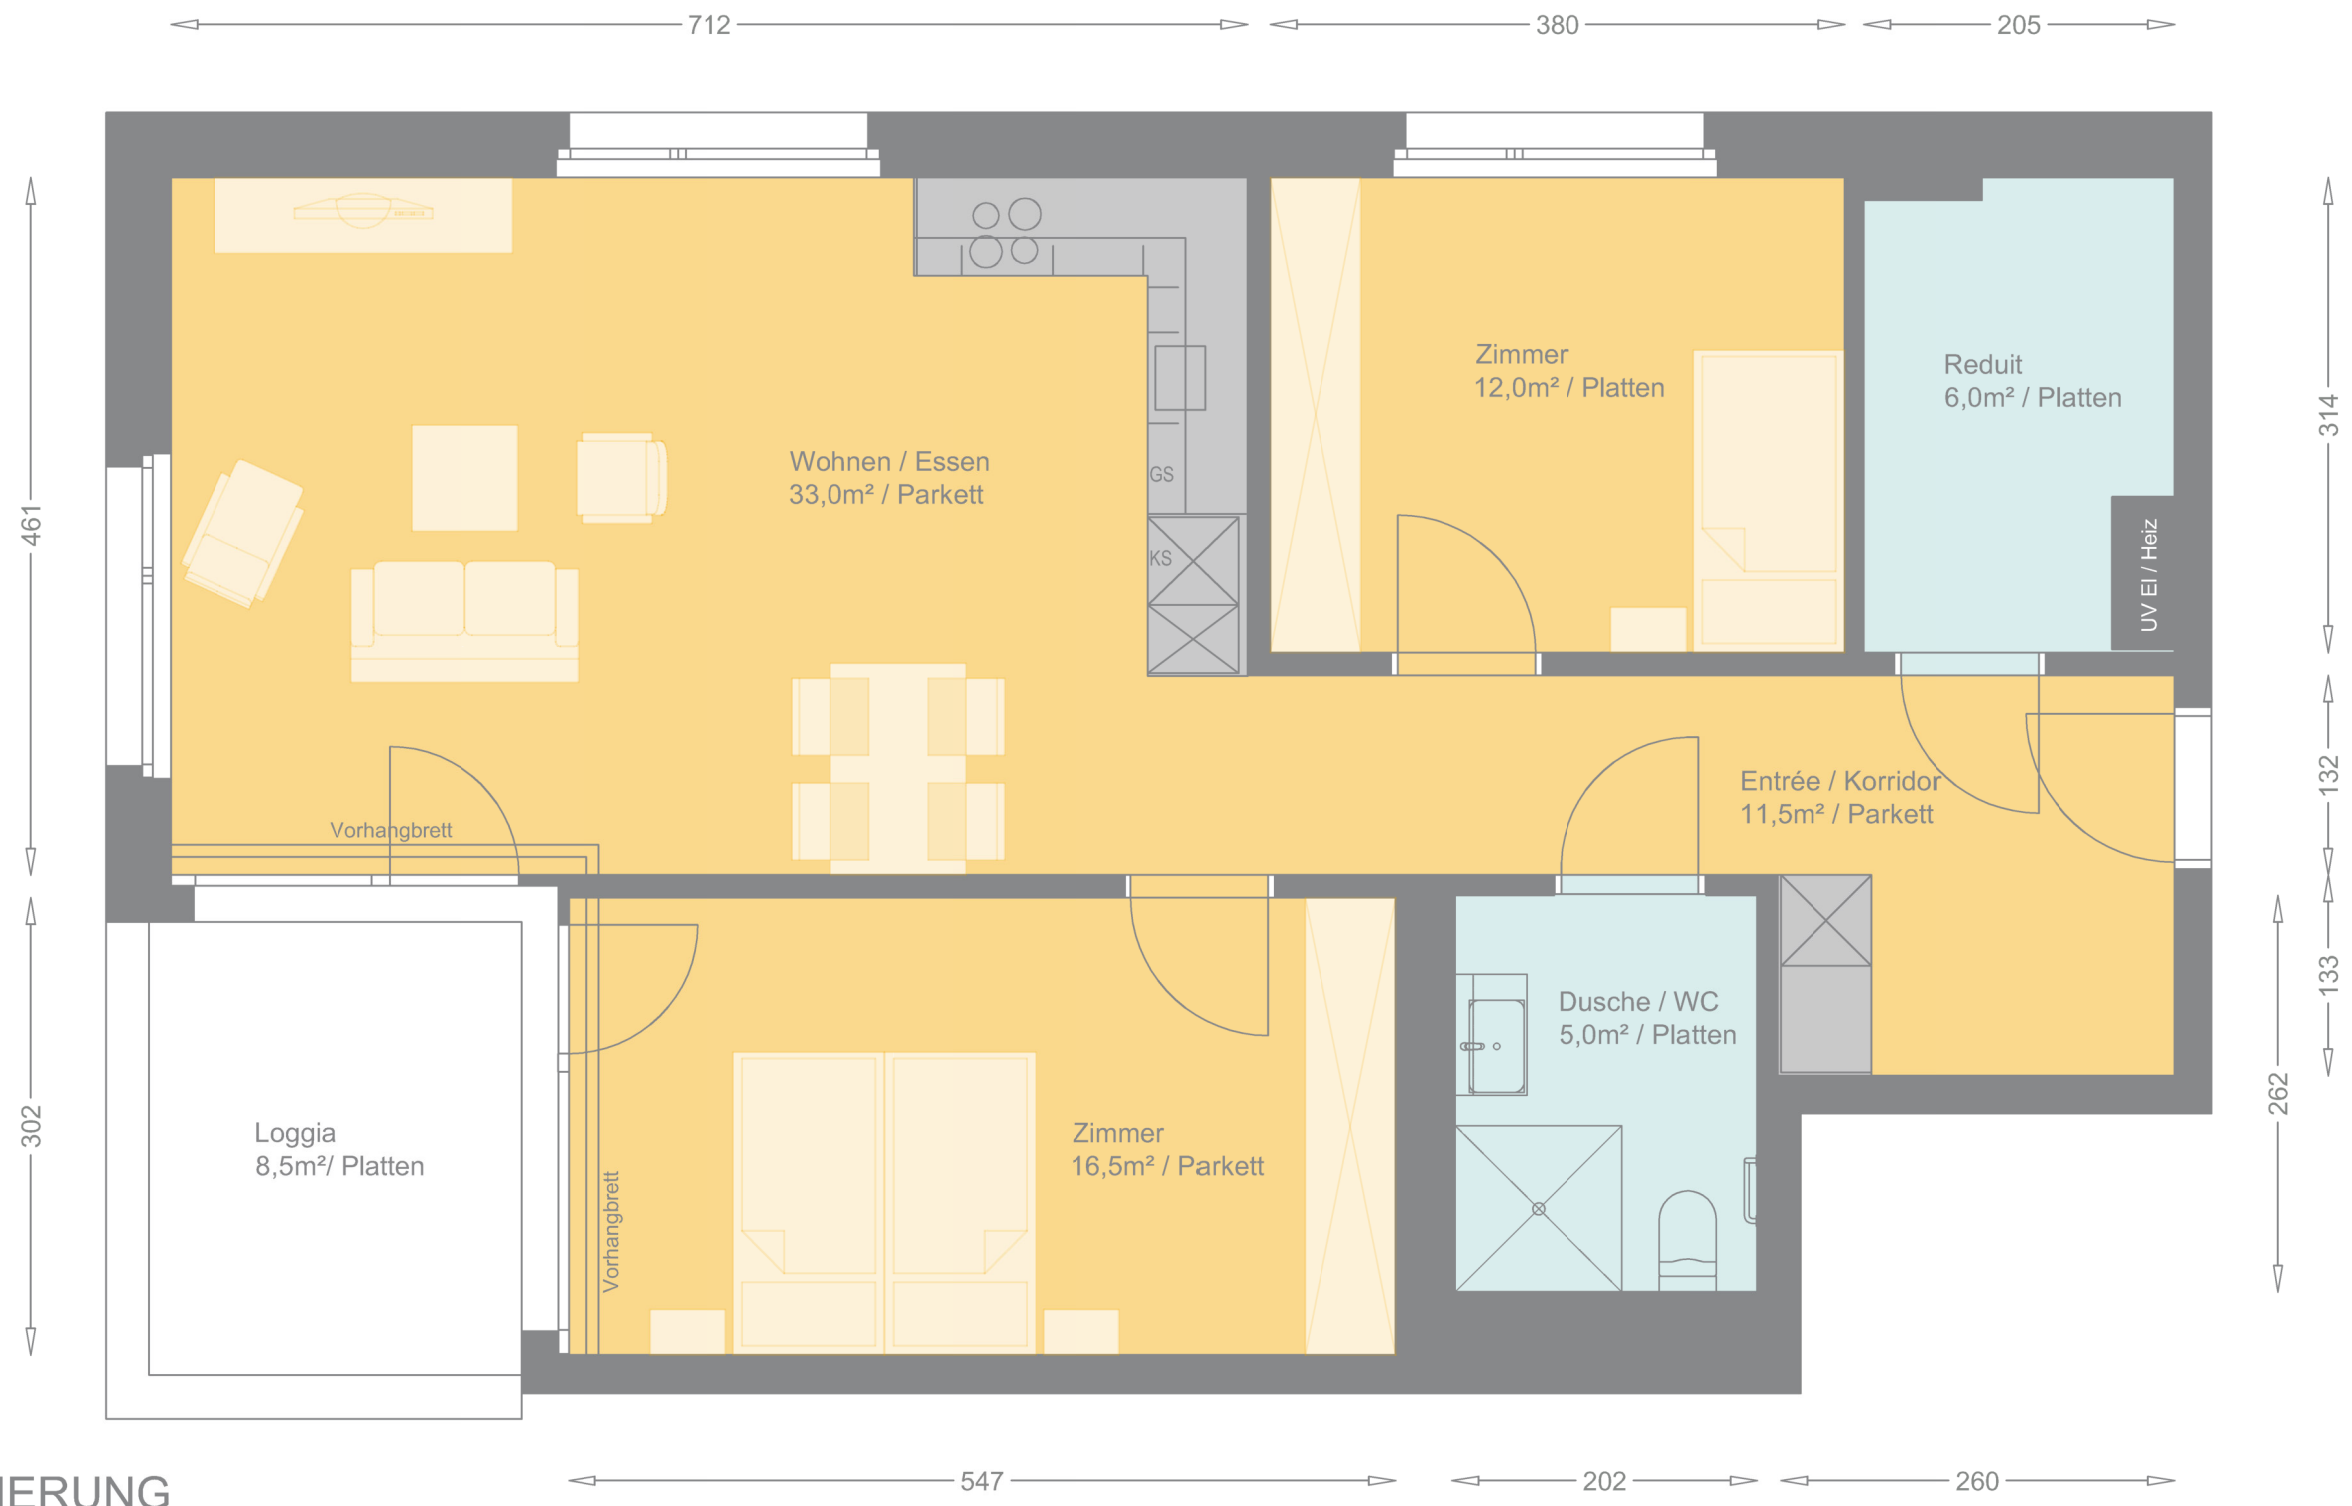 712
380
205
Zimmer
12,0m² / Platten
Reduit
6,0m² / Platten
314
Wohnen / Essen
33,0m² / Parkett
GS
KS
UV El / Heiz
461
Entrée / Korridor
11,5m² / Parkett
132
Vorhangbrett
133
Dusche / WC
5,0m² / Platten
262
302
Loggia
8,5m²/ Platten
Vorhangbrett
Zimmer
16,5m² / Parkett
547
202
260
IERUNG